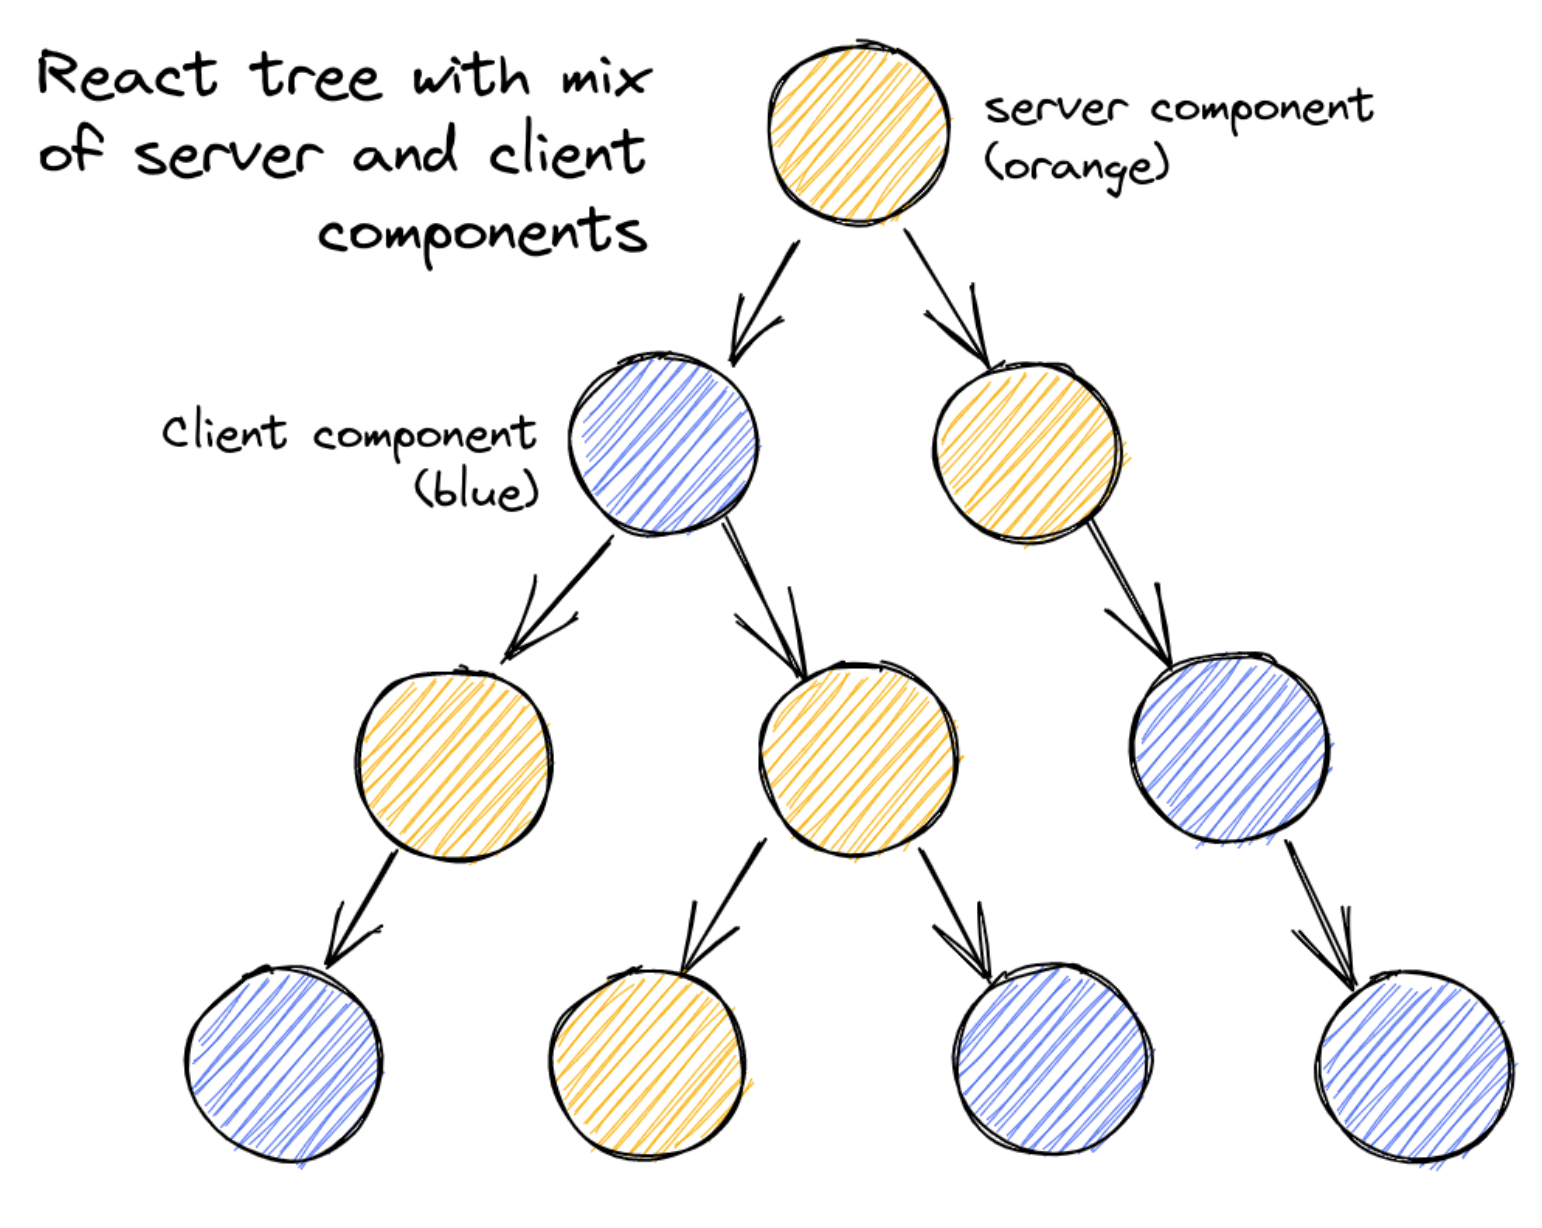 React tree with mix
of server and client
components
server component
(orange)
Client component
(blue)